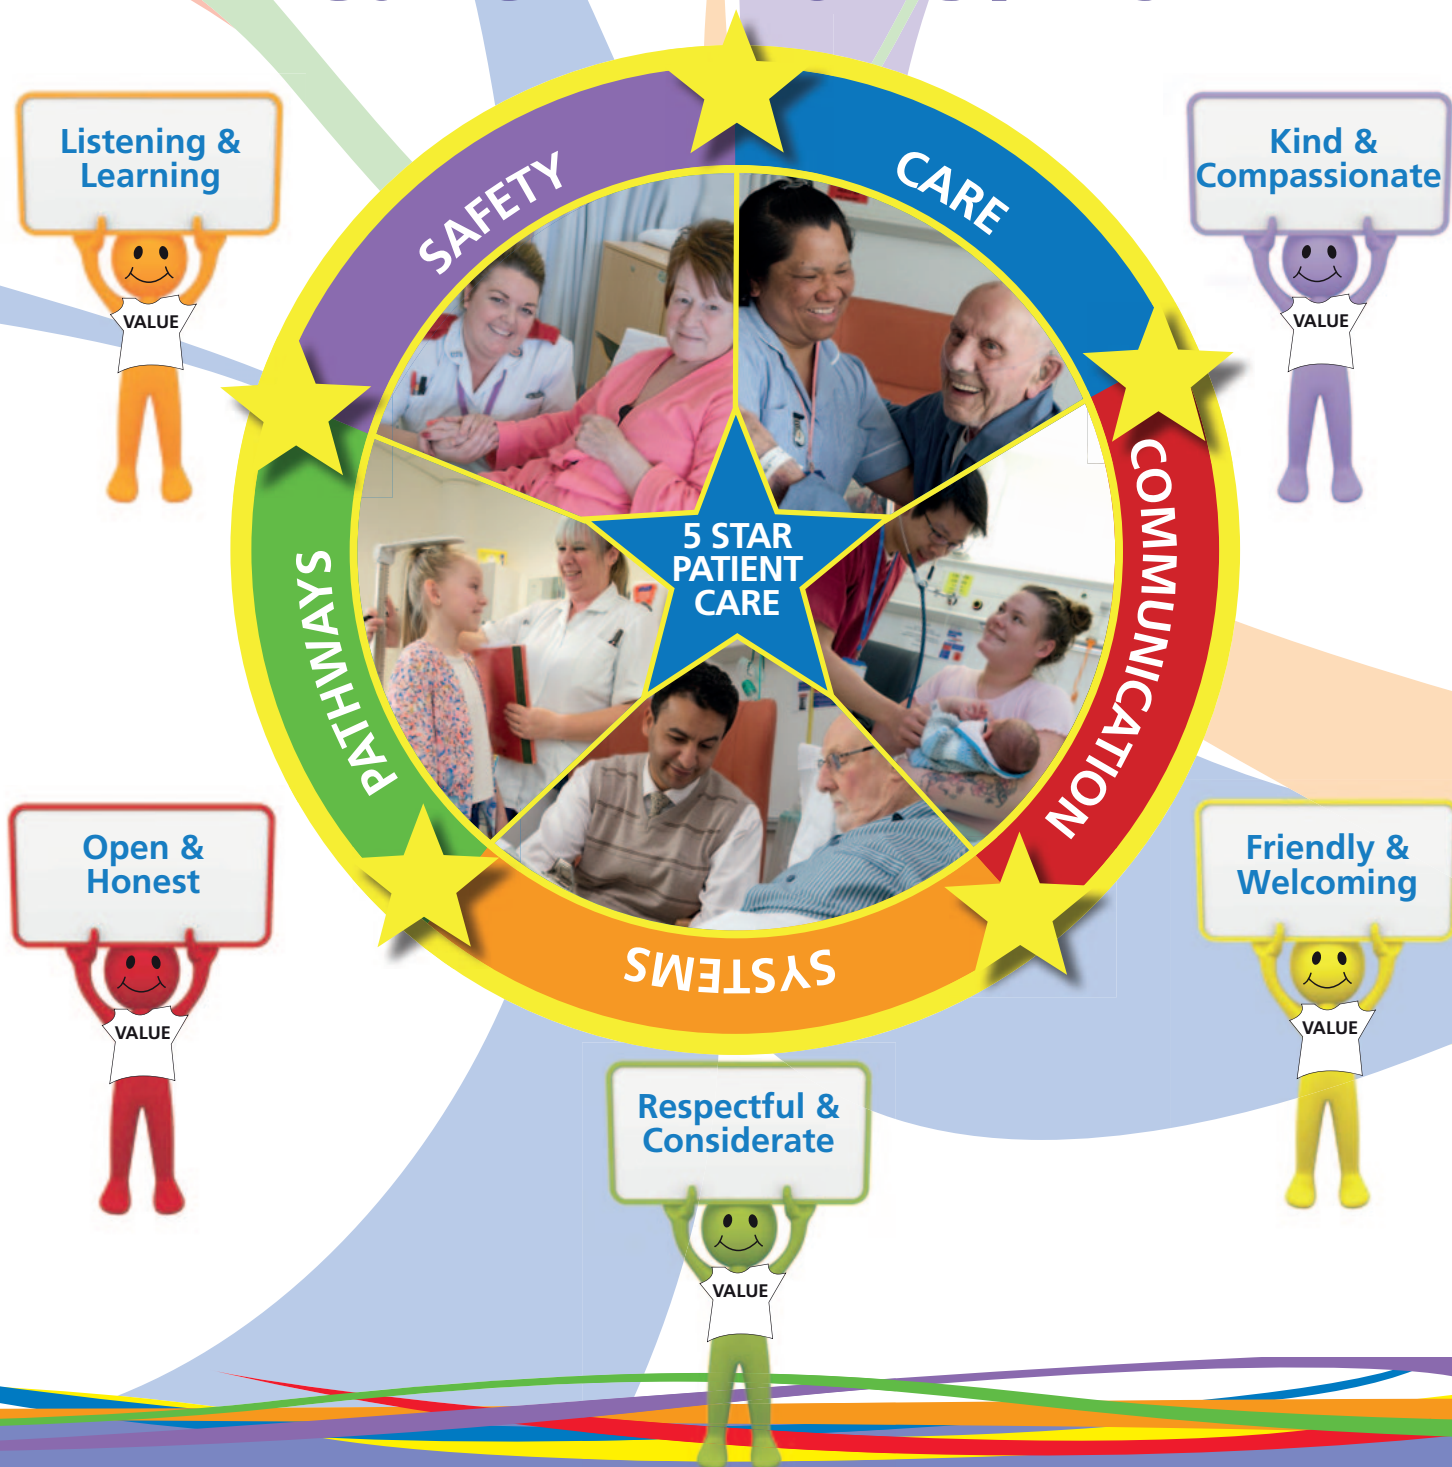 Listening &
Learning
VALUE
Kind &
Compassionate
VALUE
SAFETY
CARE
COMMUNICATION
SYSTEMS
PATHWAYS
5 STAR
PATIENT
CARE
Open &
Honest
VALUE
Friendly &
Welcoming
VALUE
Respectful &
Considerate
VALUE